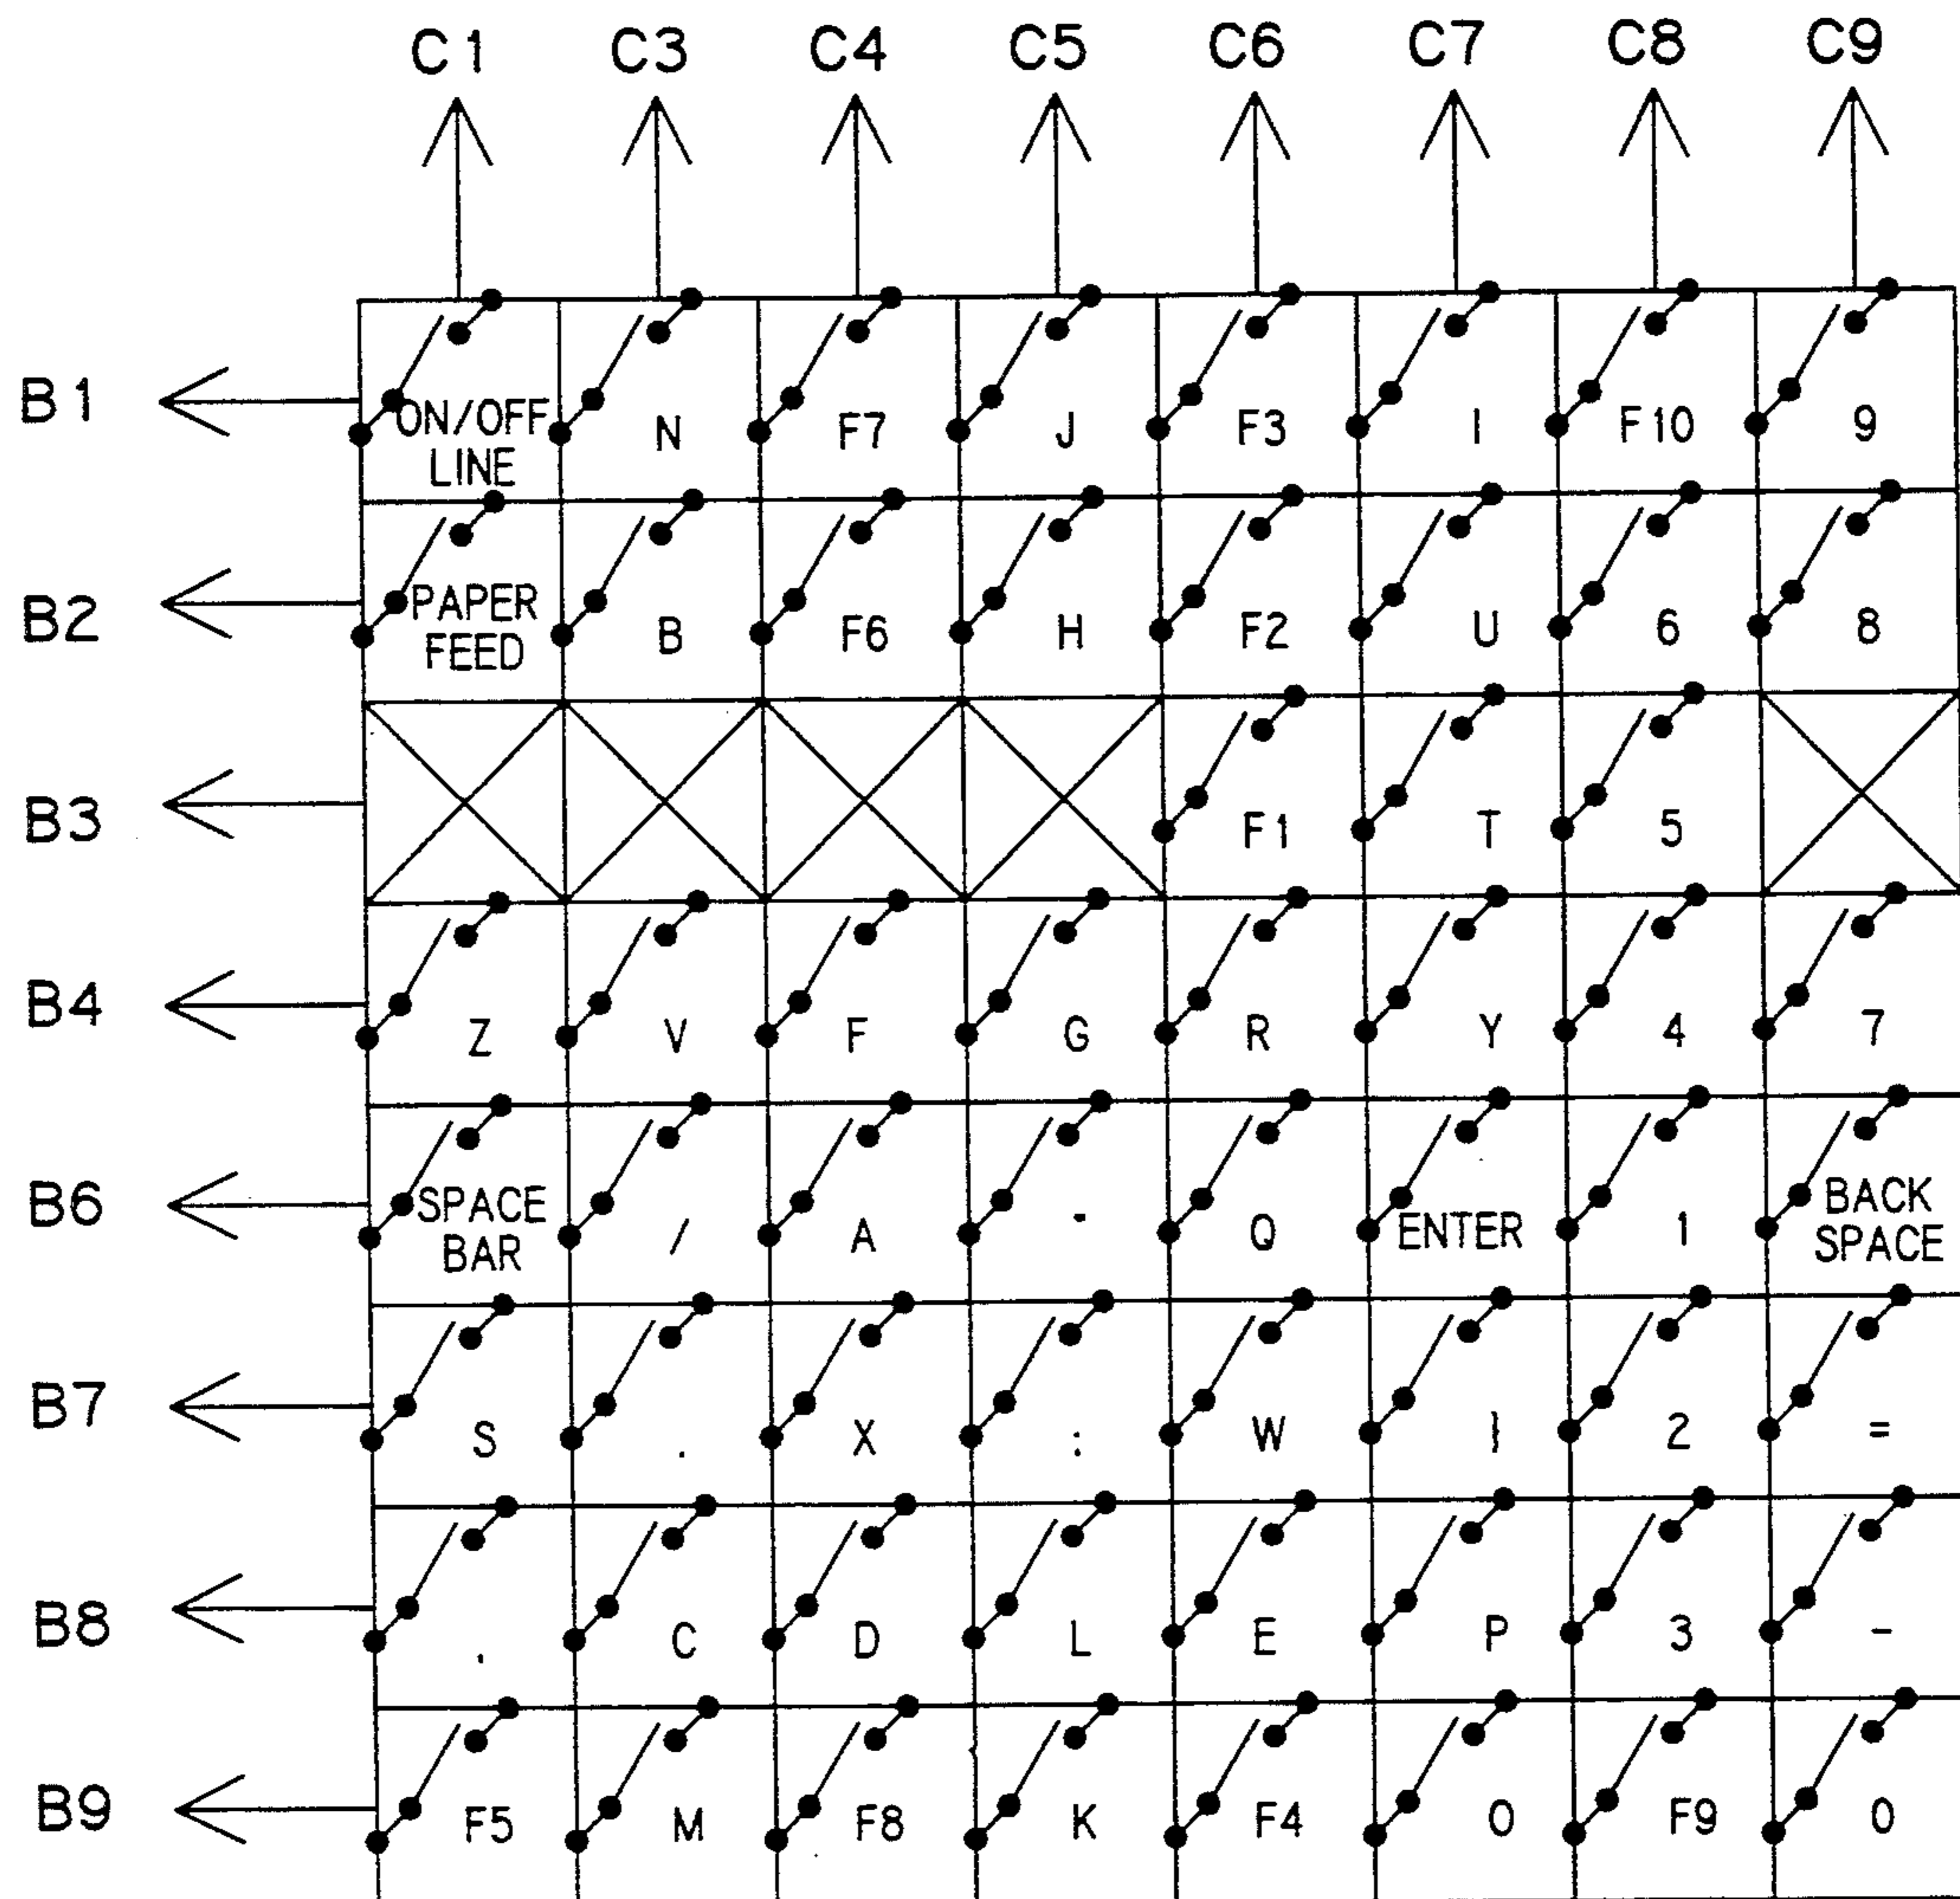 C1 C3 C4 C5 C6 C7 C8 C9
B1 ON/OFF LINE N F7 J F3 I F10 9
B2 PAPER FEED B F6 H F2 U 6 8
B3 F1 T 5
B4 Z V F G R Y 4 7
B6 SPACE BAR / A Q ENTER 1 BACK SPACE
B7 S . X : W 2 =
B8 C D L E P 3 -
B9 F5 M F8 K F4 O F9 0